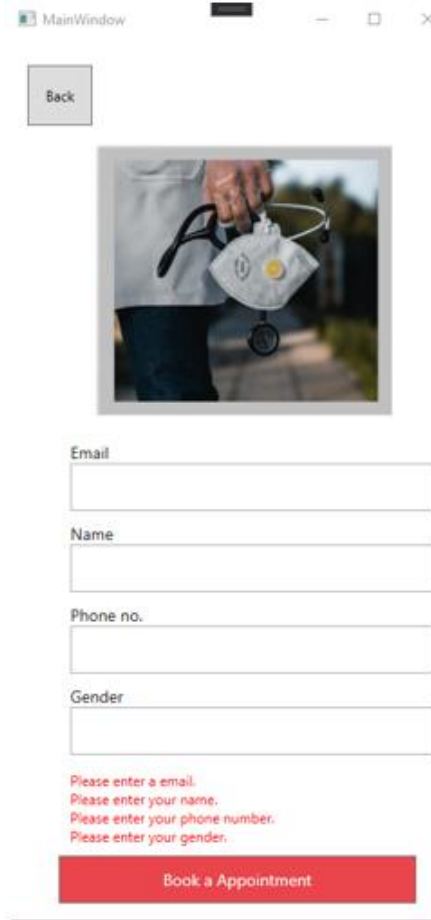 MainWindow
Back
Email
Name
Phone no.
Gender
Please enter a email.
Please enter your name.
Please enter your phone number.
Please enter your gender.
Book a Appointment